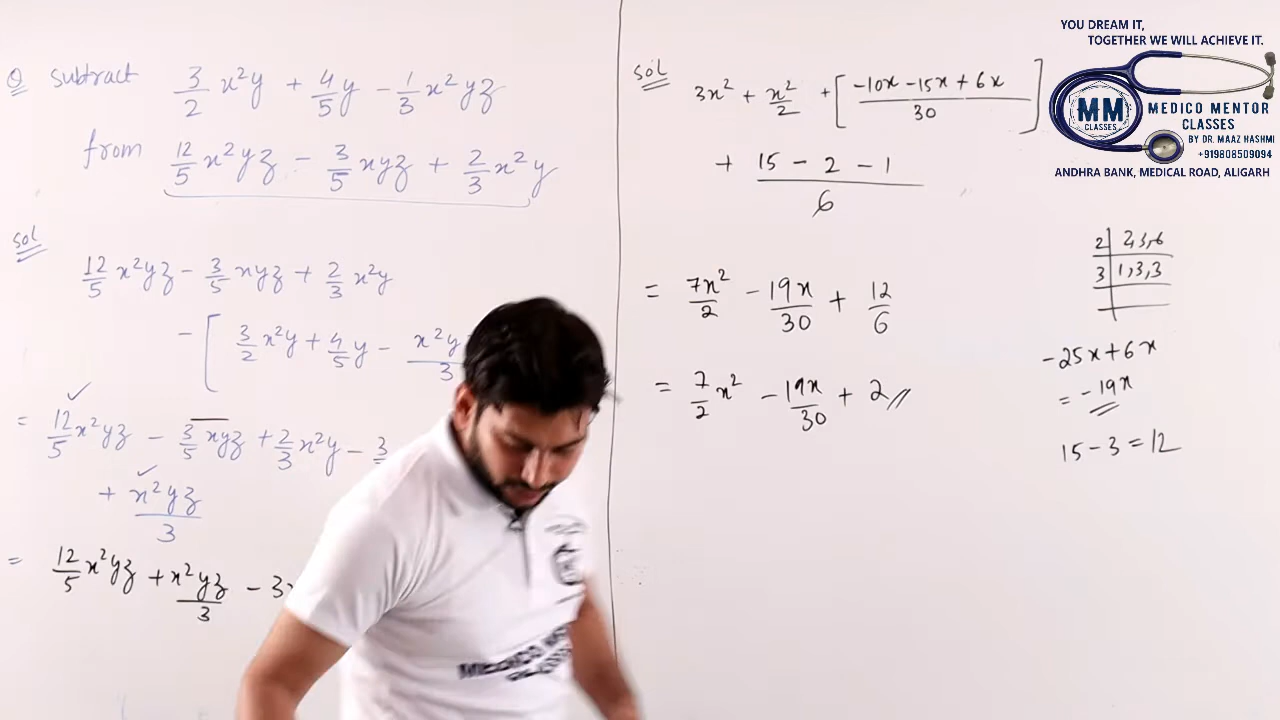 Q Subtract 3/2 x²y + 4/5 y - 1/3 x²yz
from 12/5 x²yz - 3/5 xyz + 2/3 x²y
Sol
12/5 x²yz - 3/5 xyz + 2/3 x²y
- [ 3/2 x²y + 4/5 y - x²y/3
= 12/5 x²yz - 3/5 xyz + 2/3 x²y - 3
+ x²yz/3
= 12/5 x²yz + x²yz/3 - 3
Sol 3x² + x²/2 + [ -10x -15x + 6x / 30 ]
+ 15 - 2 - 1 / 6
= 7x²/2 - 19x/30 + 12/6
= 7/2 x² - 19x/30 + 2//
2 | 2,3,6
3 | 1,3,3
-25x+6x
= -19x
15-3=12
YOU DREAM IT,
TOGETHER WE WILL ACHIEVE IT.
MM
CLASSES
MEDICO MENTOR
CLASSES
BY DR. MAAZ HASHMI
+919808509094
ANDHRA BANK, MEDICAL ROAD, ALIGARH